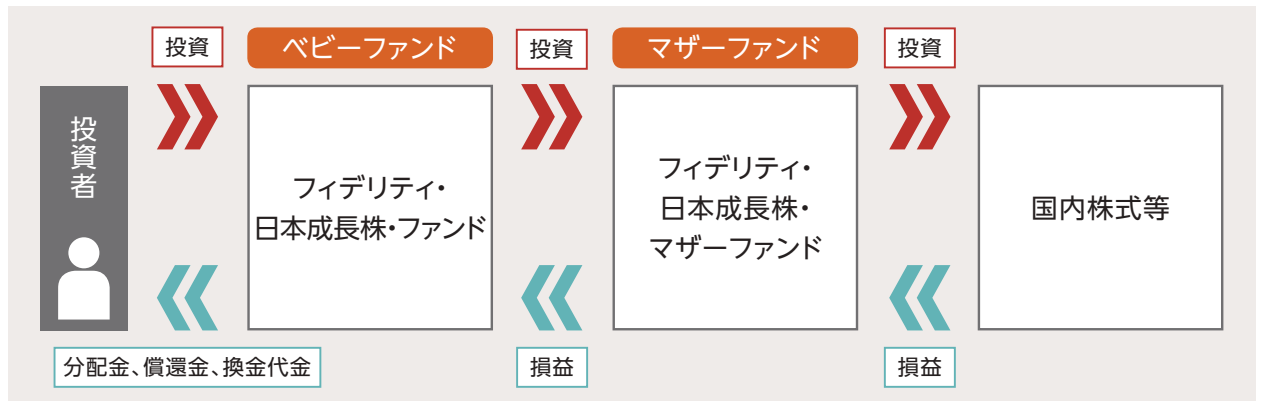 投資
ベビーファンド
投資
マザーファンド
投資
投資者
フィデリティ・
日本成長株・ファンド
フィデリティ・
日本成長株・
マザーファンド
国内株式等
分配金、償還金、換金代金
損益
損益